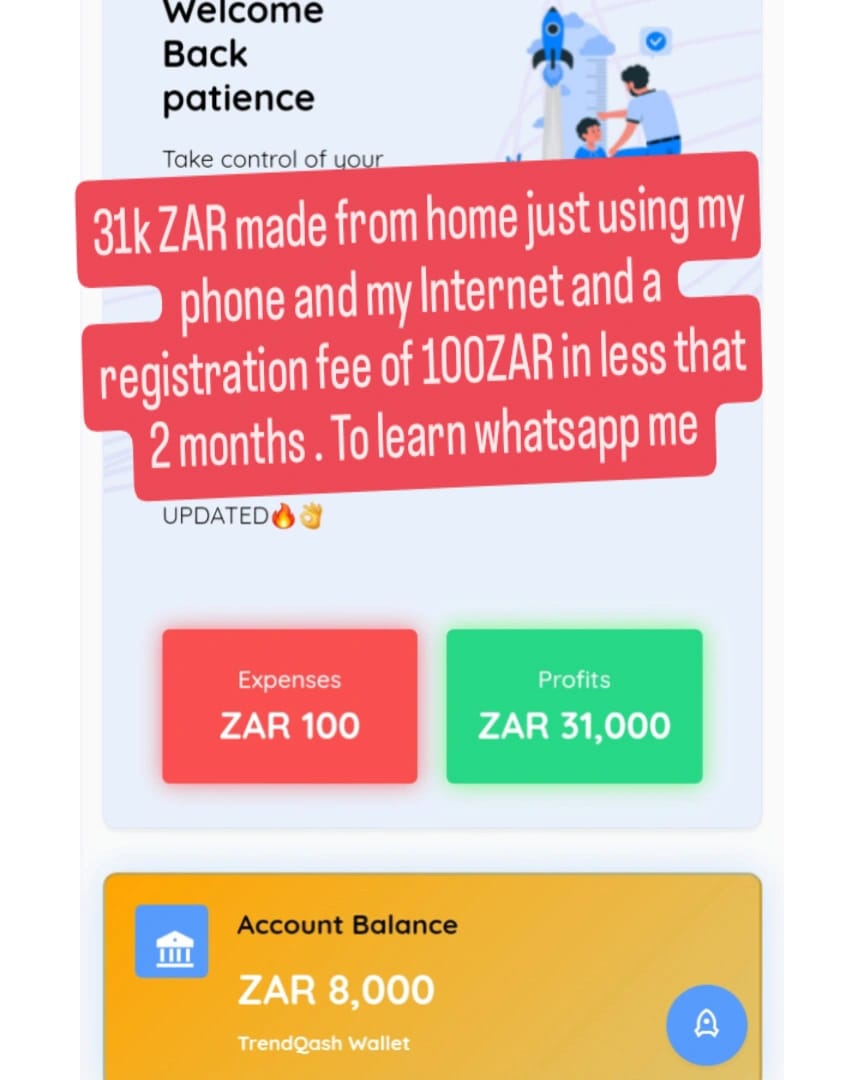 Welcome
Back
patience
Take control of your
31k ZAR made from home just using my
phone and my Internet and a
registration fee of 100ZAR in less that
2 months . To learn whatsapp me
UPDATED🔥👌
Expenses
ZAR 100
Profits
ZAR 31,000
Account Balance
ZAR 8,000
TrendQash Wallet